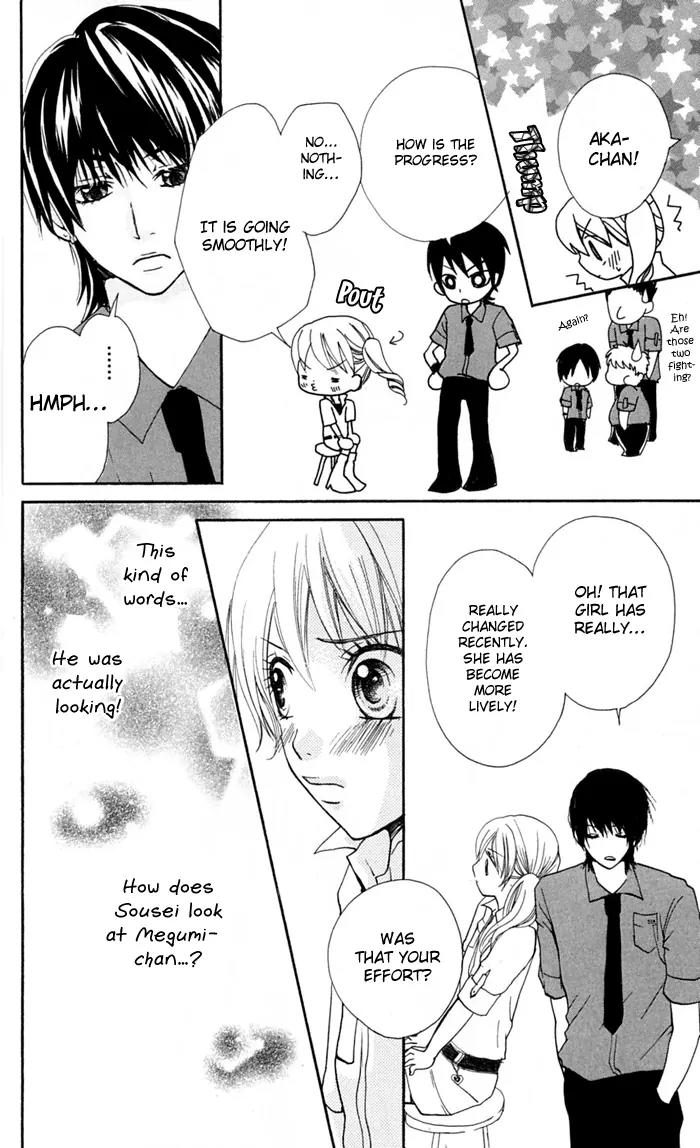 AKA-
CHAN!
HOW IS THE
PROGRESS?
Again?
Eh!
Are
those
two
fight-
ing?
NO...
NOTH-
ING...
IT IS GOING
SMOOTHLY!
Pout
........
HMPH...
OH! THAT
GIRL HAS
REALLY...
REALLY
CHANGED
RECENTLY.
SHE HAS
BECOME
MORE
LIVELY!
WAS
THAT YOUR
EFFORT?
This
kind of
words...
He was
actually
looking!
How does
Sousei look
at Megumi-
chan...?